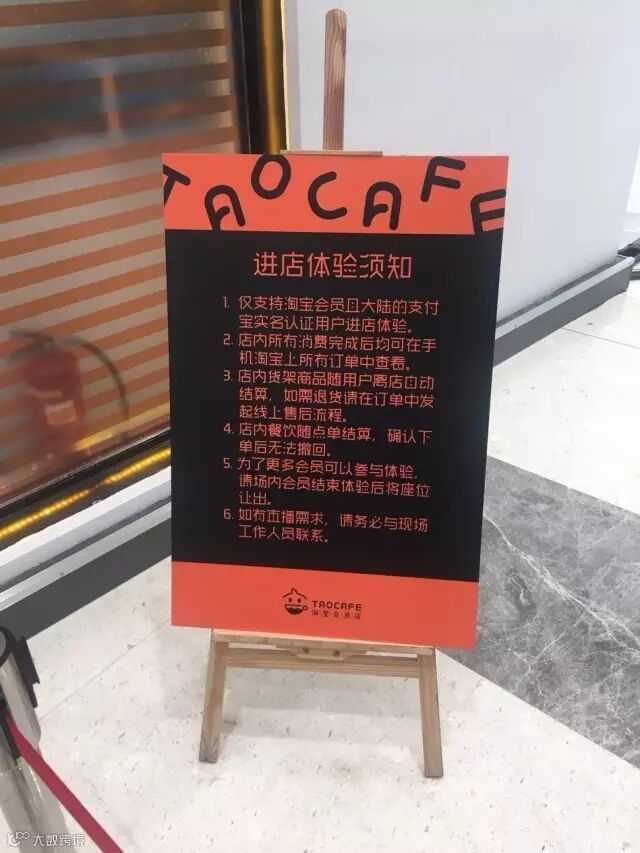 TAOCAFE
进店体验须知
1. 仅支持淘宝会员且大陆的支付
宝实名认证用户进店体验。
2. 店内所有消费完成后均可在手
机淘宝上所有订单中查看。
3. 店内货架商品随用户离店自动
结算，如需退货请在订单中发
起线上售后流程。
4. 店内餐饮随点单结算，确认下
单后无法撤回。
5. 为了更多会员可以参与体验，
请场内会员结束体验后将座位
让出。
6. 如有直播需求，请务必与现场
工作人员联系。
TAOCAFE
淘宝会员店
大数跨境